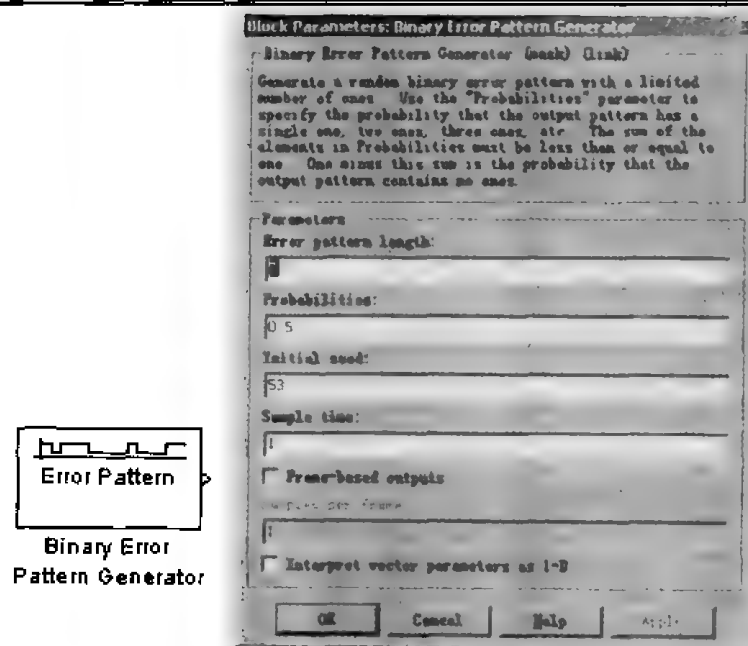 Block Parameters: Binary Error Pattern Generator
Binary Error Pattern Generator (mask) (link)
Generate a random binary error pattern with a limited
number of ones. Use the "Probabilities" parameter to
specify the probability that the output pattern has a
single one, two ones, three ones, etc. The sum of the
elements in Probabilities must be less than or equal to
one. One minus this sum is the probability that the
output pattern contains no ones.
Parameters
Error pattern length:
Probabilities:
0.5
Initial seed:
53
Sample time:
1
Frame-based outputs
Samples per frame
1
Interpret vector parameters as 1-D
OK
Cancel
Help
Apply
Error Pattern
Binary Error
Pattern Generator